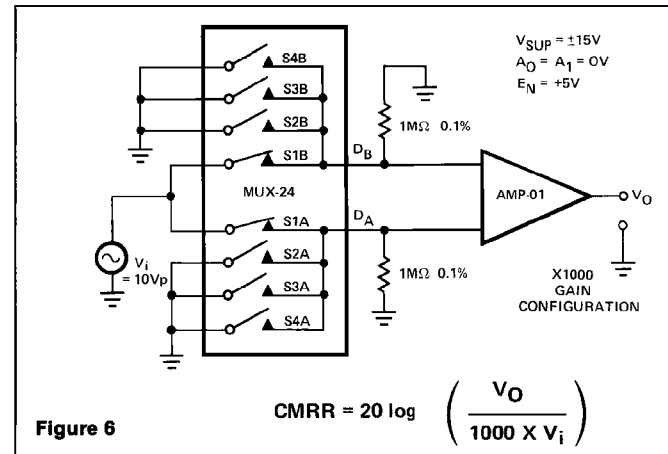 S4B
S3B
S2B
S1B
MUX-24
S1A
S2A
S3A
S4A
Vi
= 10Vp
DB
DA
1MΩ 0.1%
1MΩ 0.1%
AMP-01
VO
VSUP = ±15V
AO = A1 = 0V
EN = +5V
X1000
GAIN
CONFIGURATION
Figure 6
CMRR = 20 log ( VO / 1000 X Vi )